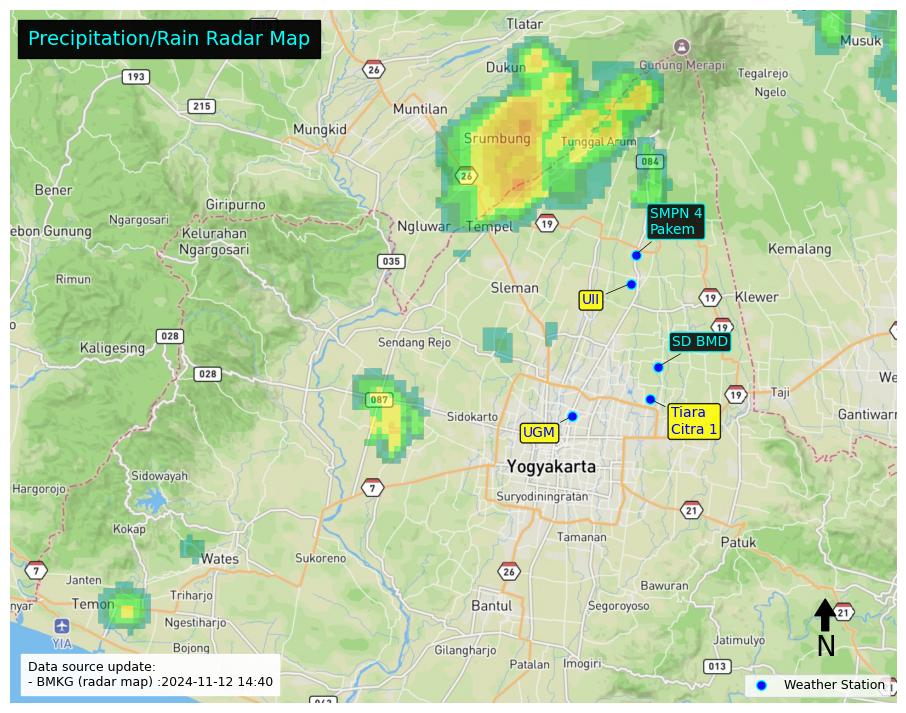 Precipitation/Rain Radar Map
Tlatar
Musuk
Gunung Merapi
Dukun
26
193
Tegalrejo
Ngelo
215
Muntilan
Mungkid
Srumbung
Tunggal Arum
084
26
Bener
Giripurno
SMPN 4
Pakem
Ngargosari
Ngluwar
Tempel
19
ebon Gunung
Kelurahan
Ngargosari
Kemalang
035
Rimun
Sleman
UII
19
Klewer
19
028
Sendang Rejo
SD BMD
Kaligesing
028
We
087
19
Taji
Sidokarto
UGM
Tiara
Citra 1
Gantiwarn
Yogyakarta
Sidowayah
Hargorojo
7
Suryodiningratan
21
Kokap
Tamanan
Patuk
Wates
Sukoreno
7
Janten
26
Bawuran
nyar
Temon
Triharjo
Bantul
Segoroyoso
21
Ngestiharjo
YIA
Jatimulyo
N
Bojong
Gilangharjo
Patalan
Imogiri
013
Data source update:
- BMKG (radar map) :2024-11-12 14:40
Weather Station